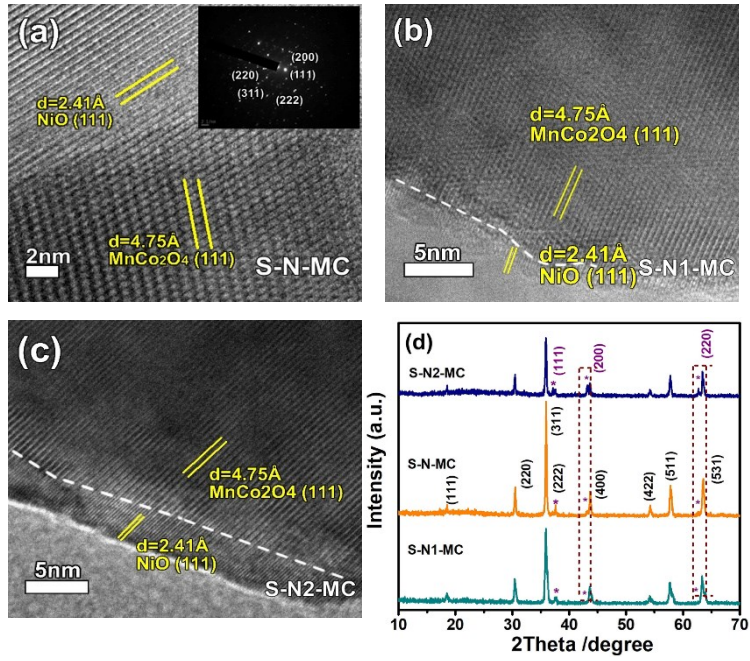 (a)
(200)
(220)
(111)
(311)
(222)
d=2.41Å
NiO (111)
d=4.75Å
MnCo₂O₄ (111)
2nm
S-N-MC
(b)
d=4.75Å
MnCo2O4 (111)
d=2.41Å
NiO (111)
5nm
S-N1-MC
(c)
d=4.75Å
MnCo2O4 (111)
d=2.41Å
NiO (111)
5nm
S-N2-MC
(d)
Intensity (a.u.)
S-N2-MC
*
(111)
*
(200)
*
(220)
S-N-MC
(111)
(220)
(311)
*
(222)
*
(400)
(422)
(511)
*
(531)
S-N1-MC
*
*
*
10 20 30 40 50 60 70
2Theta /degree